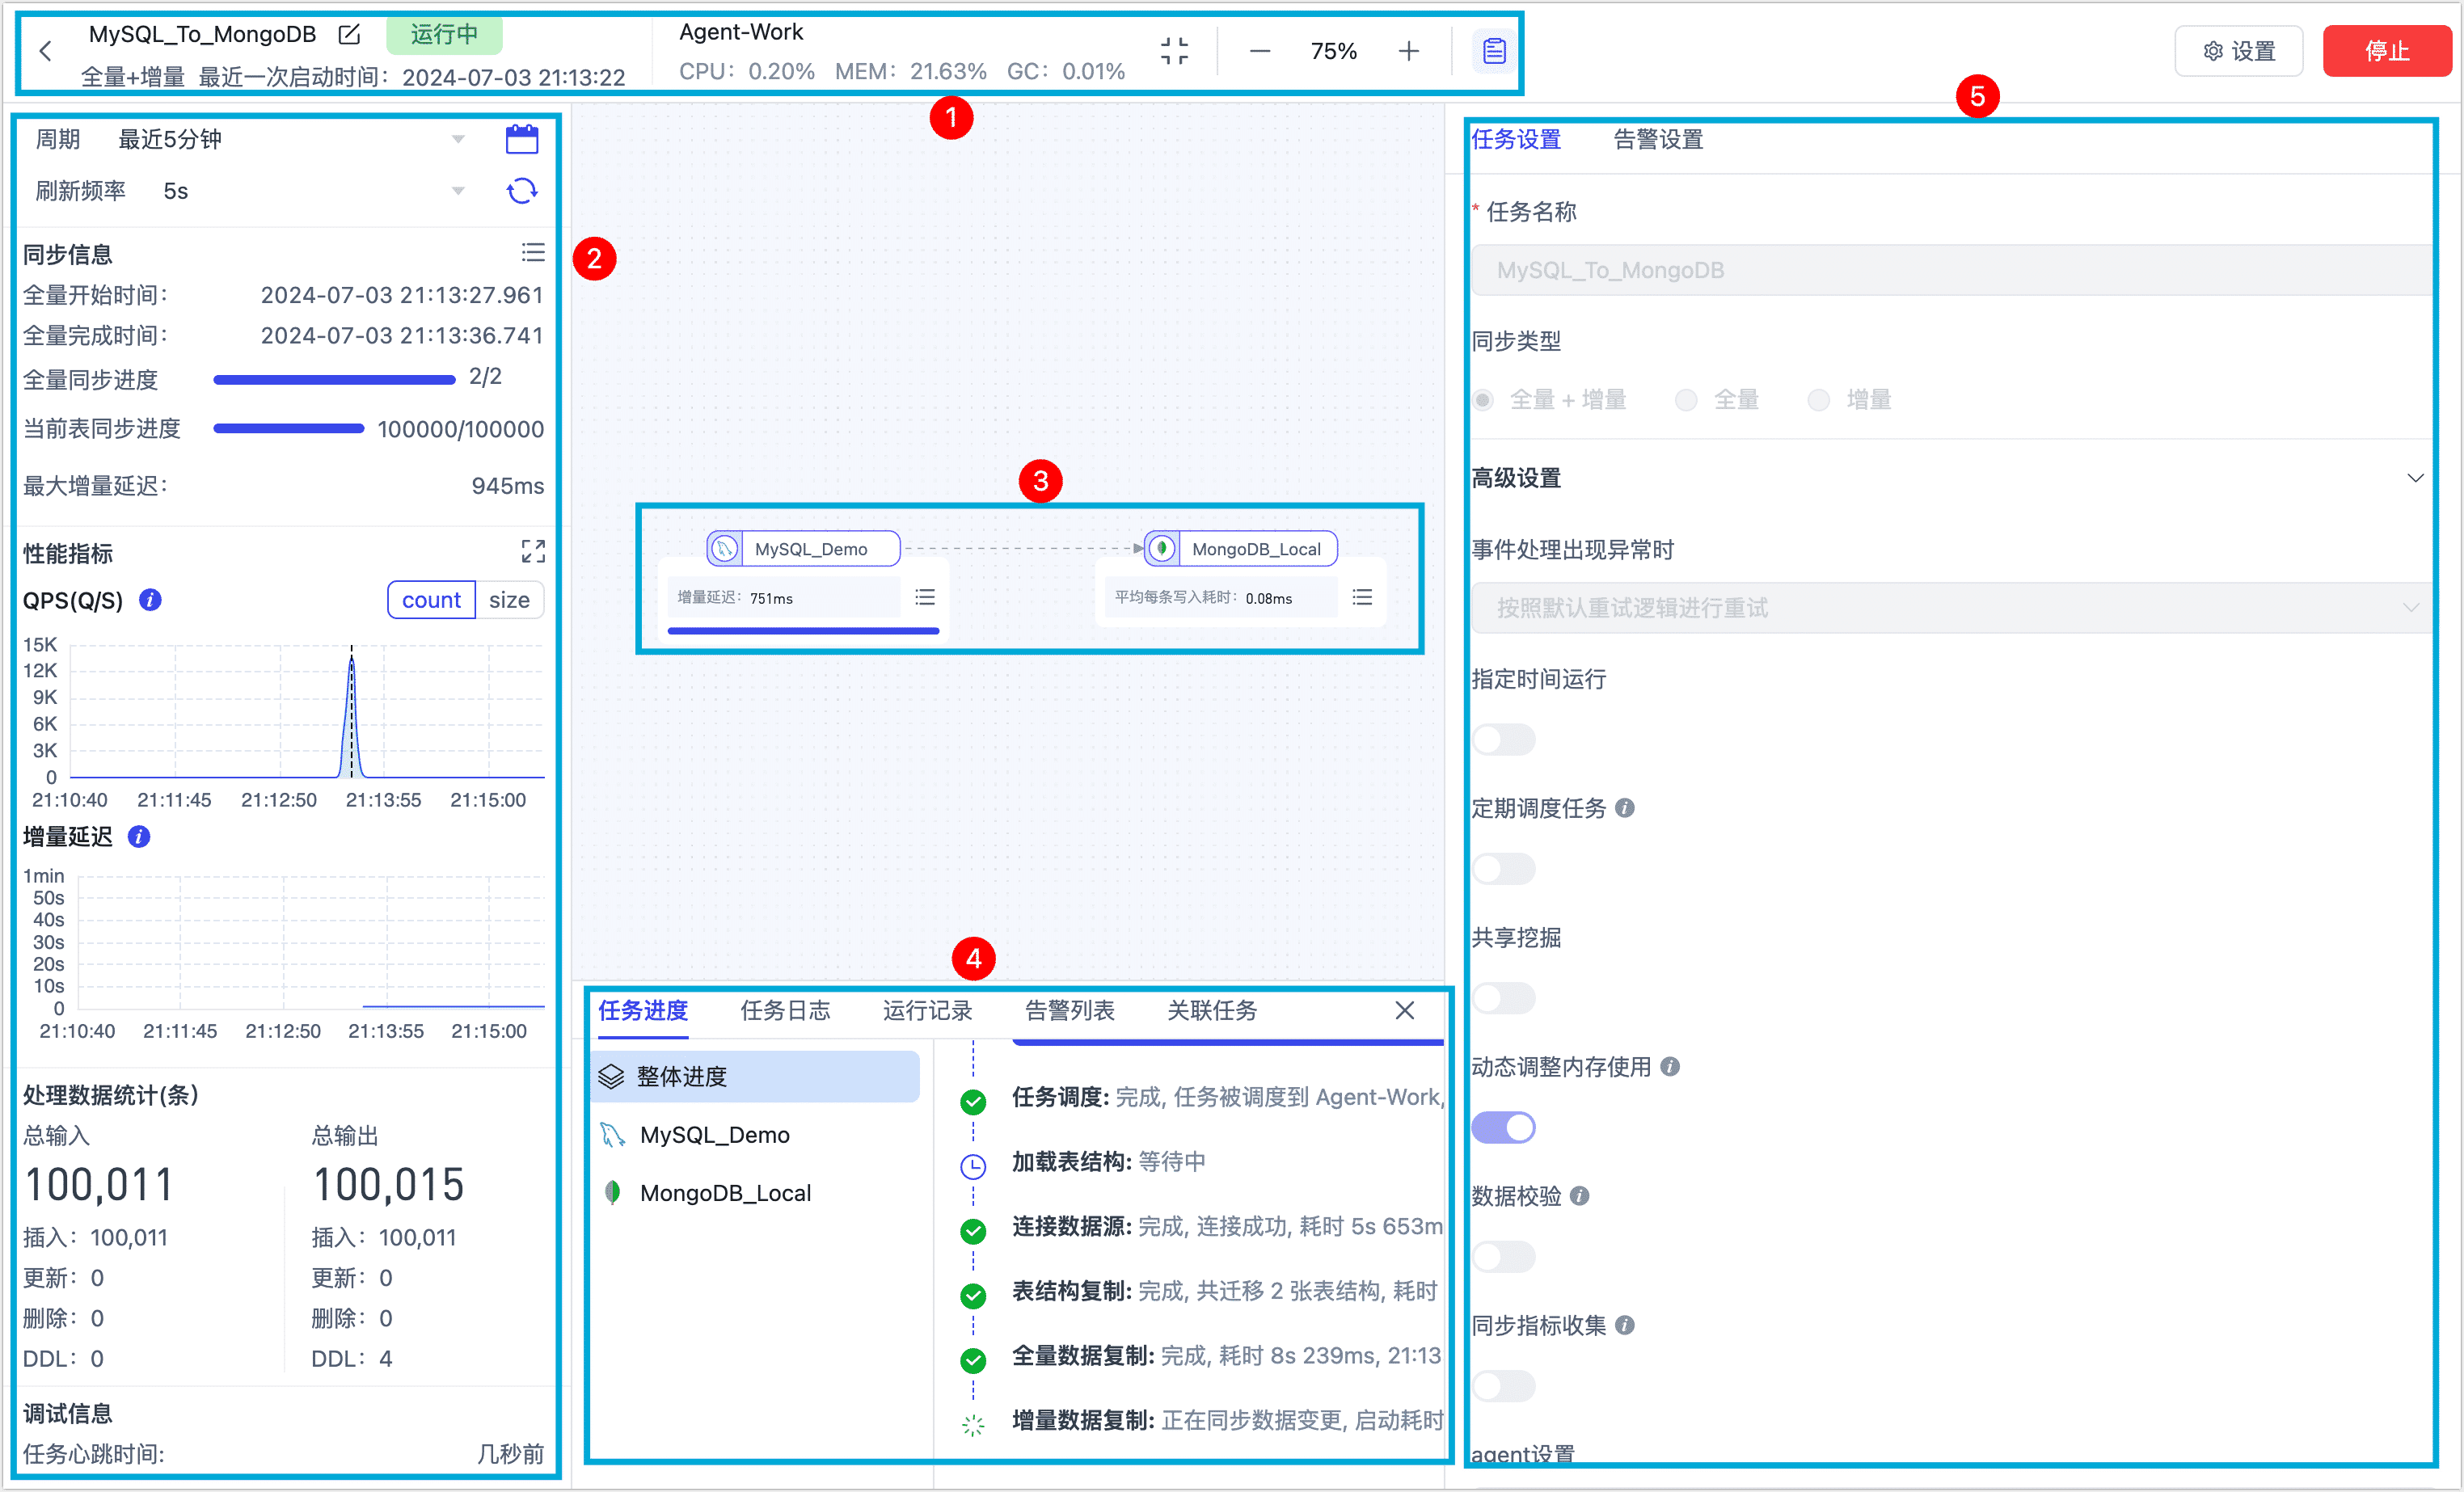 MySQL_To_MongoDB 运行中
全量+增量 最近一次启动时间： 2024-07-03 21:13:22
Agent-Work
CPU： 0.20% MEM： 21.63% GC： 0.01%
75%
设置
停止
1
周期 最近5分钟
刷新频率 5s
同步信息
全量开始时间： 2024-07-03 21:13:27.961
全量完成时间： 2024-07-03 21:13:36.741
全量同步进度 2/2
当前表同步进度 100000/100000
最大增量延迟： 945ms
性能指标
QPS(Q/S) count size
15K
12K
9K
6K
3K
0
21:10:40 21:11:45 21:12:50 21:13:55 21:15:00
增量延迟
1min
50s
40s
30s
20s
10s
0
21:10:40 21:11:45 21:12:50 21:13:55 21:15:00
处理数据统计(条)
总输入 总输出
100,011 100,015
插入： 100,011 插入： 100,011
更新： 0 更新： 0
删除： 0 删除： 0
DDL： 0 DDL： 4
调试信息
任务心跳时间: 几秒前
2
3
MySQL_Demo MongoDB_Local
增量延迟： 751ms 平均每条写入耗时： 0.08ms
4
任务进度 任务日志 运行记录 告警列表 关联任务
整体进度
MySQL_Demo
MongoDB_Local
任务调度: 完成, 任务被调度到 Agent-Work,
加载表结构: 等待中
连接数据源: 完成, 连接成功, 耗时 5s 653m
表结构复制: 完成, 共迁移 2 张表结构, 耗时
全量数据复制: 完成, 耗时 8s 239ms, 21:13
增量数据复制: 正在同步数据变更, 启动耗时
5
任务设置 告警设置
* 任务名称
MySQL_To_MongoDB
同步类型
全量 + 增量 全量 增量
高级设置
事件处理出现异常时
按照默认重试逻辑进行重试
指定时间运行
定期调度任务
共享挖掘
动态调整内存使用
数据校验
同步指标收集
agent设置